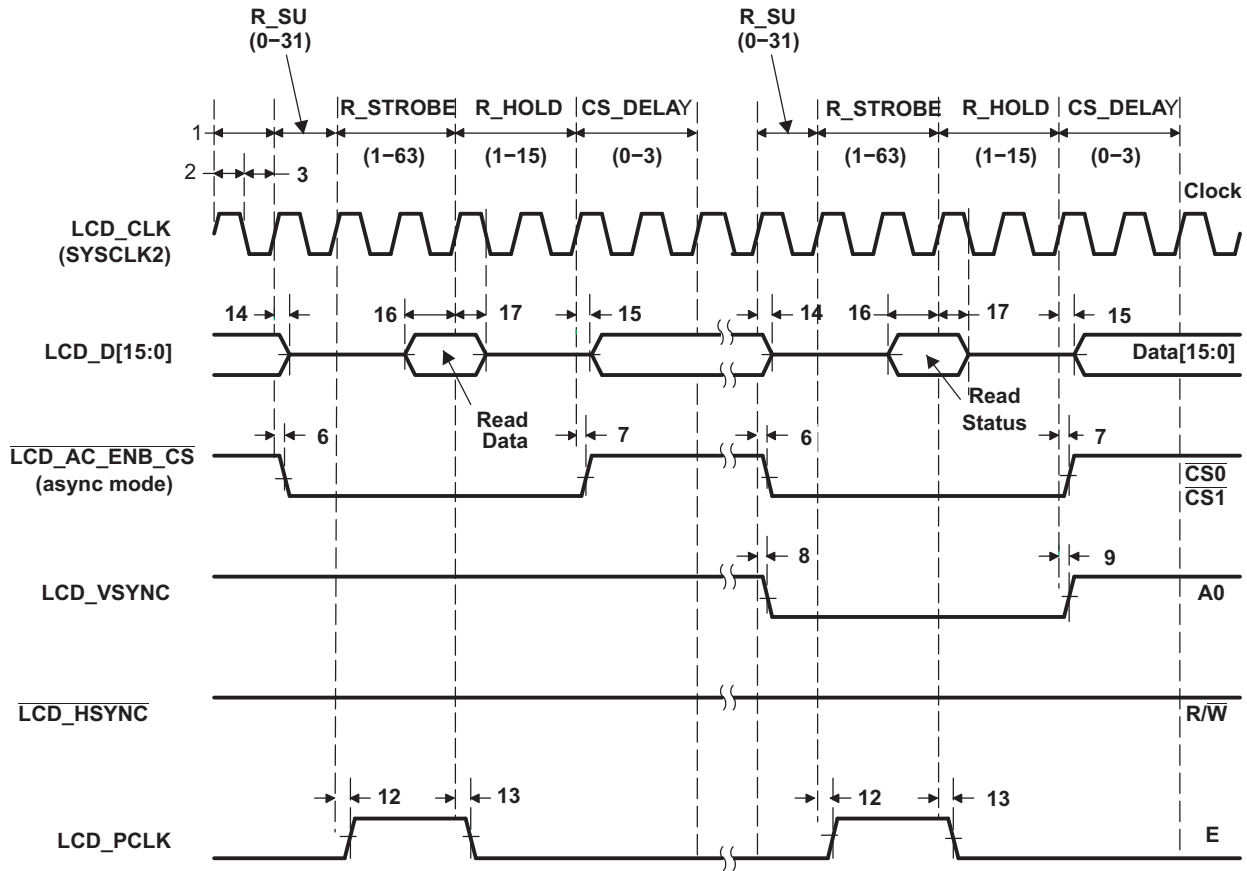 R_SU
(0−31)
R_SU
(0−31)
R_STROBE R_HOLD CS_DELAY R_STROBE R_HOLD CS_DELAY
1
(1−63) (1−15) (0−3) (1−63) (1−15) (0−3)
2 3
Clock
LCD_CLK
(SYSCLK2)
14 16 17 15 14 16 17 15
LCD_D[15:0] Data[15:0]
Read
Data
Read
Status
6 7 6 7
LCD_AC_ENB_CS
(async mode)
CS0
CS1
8 9
LCD_VSYNC A0
LCD_HSYNC R/W
12 13 12 13
LCD_PCLK E